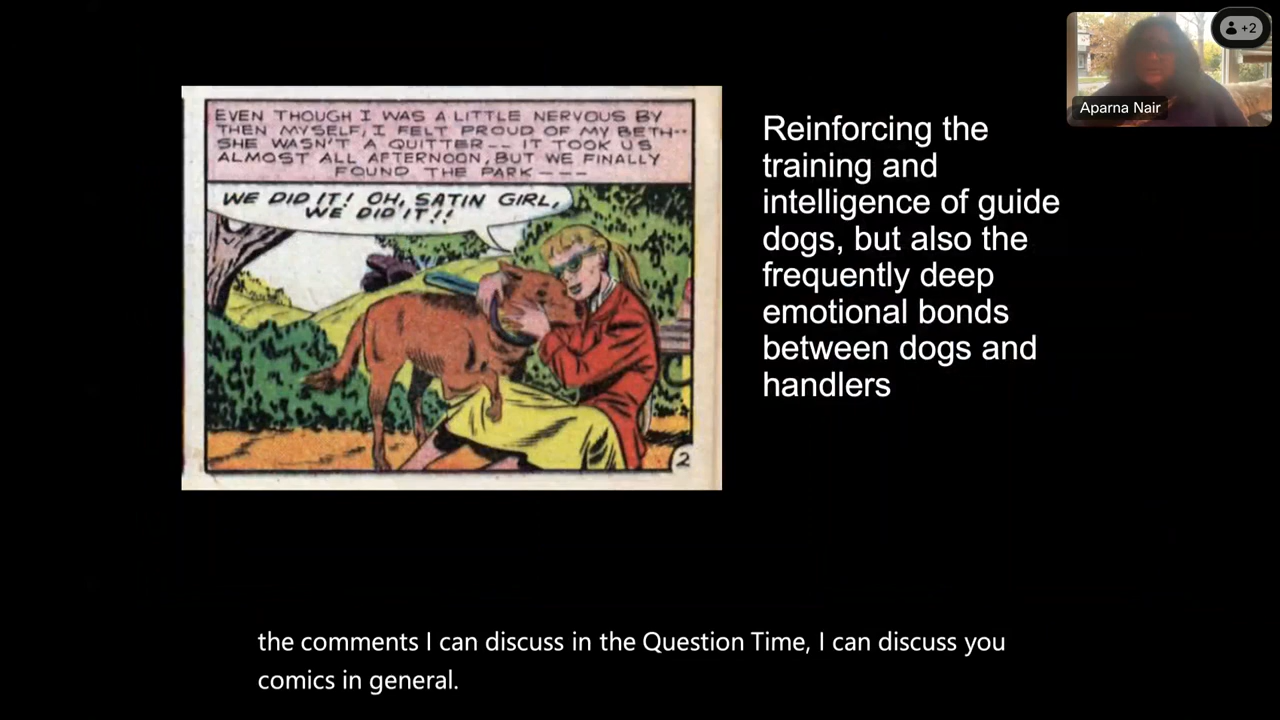 EVEN THOUGH I WAS A LITTLE NERVOUS BY
THEN MYSELF, I FELT PROUD OF MY BETH--
SHE WASN'T A QUITTER -- IT TOOK US
ALMOST ALL AFTERNOON, BUT WE FINALLY
FOUND THE PARK ---
WE DID IT! OH, SATIN GIRL,
WE DID IT!!
2
Reinforcing the
training and
intelligence of guide
dogs, but also the
frequently deep
emotional bonds
between dogs and
handlers
+2
Aparna Nair
the comments I can discuss in the Question Time, I can discuss you
comics in general.